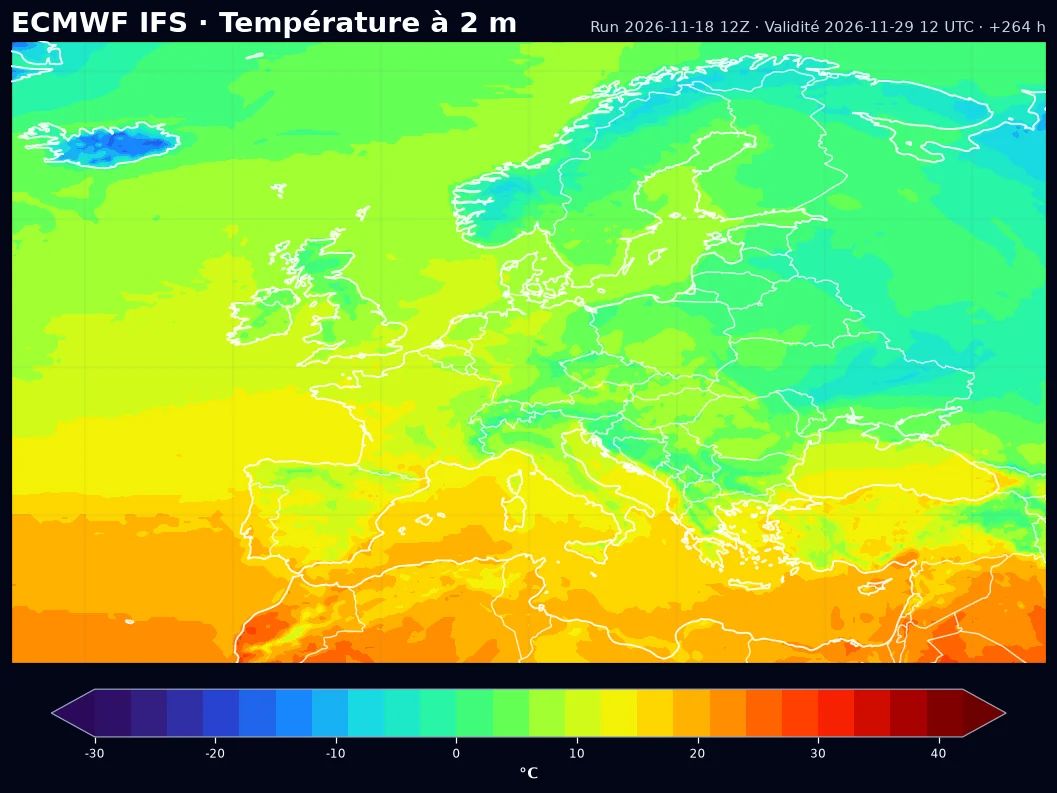 ECMWF IFS · Température à 2 m
Run 2026-11-18 12Z · Validité 2026-11-29 12 UTC · +264 h
-30 -20 -10 0 10 20 30 40
°C